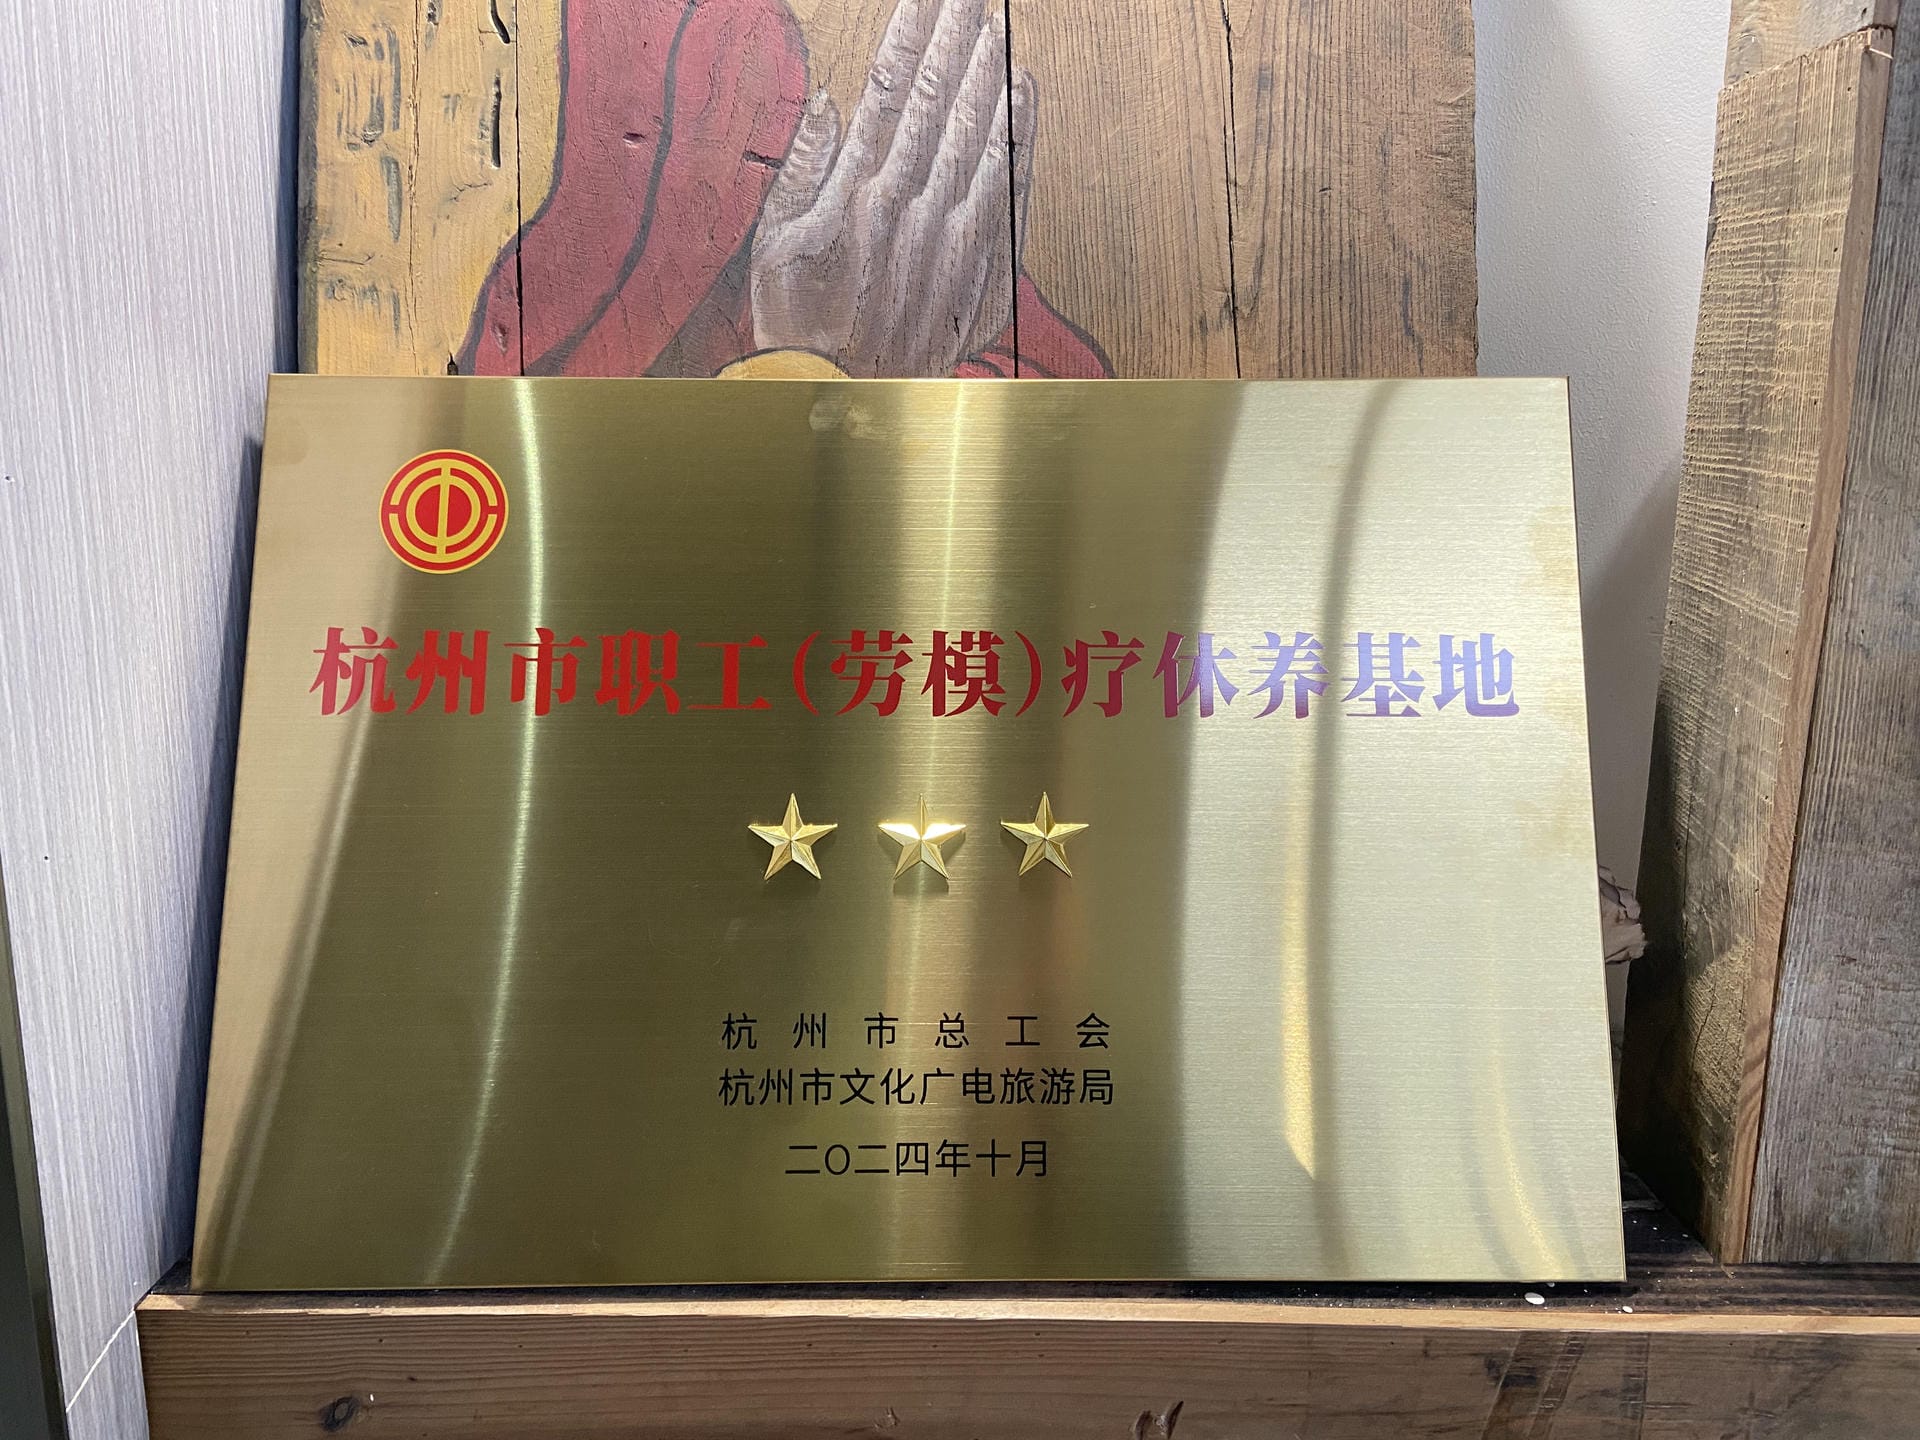 杭州市职工(劳模)疗休养基地
杭州市总工会
杭州市文化广电旅游局
二〇二四年十月